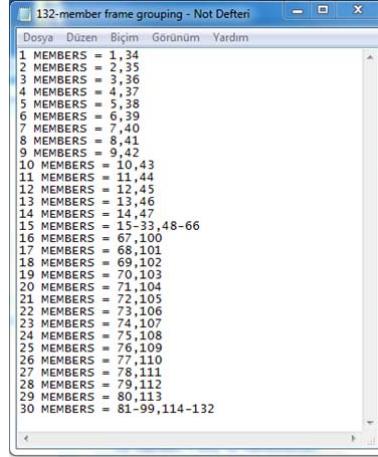 132-member frame grouping - Not Defteri
Dosya Düzen Biçim Görünüm Yardım
1 MEMBERS = 1,34
2 MEMBERS = 2,35
3 MEMBERS = 3,36
4 MEMBERS = 4,37
5 MEMBERS = 5,38
6 MEMBERS = 6,39
7 MEMBERS = 7,40
8 MEMBERS = 8,41
9 MEMBERS = 9,42
10 MEMBERS = 10,43
11 MEMBERS = 11,44
12 MEMBERS = 12,45
13 MEMBERS = 13,46
14 MEMBERS = 14,47
15 MEMBERS = 15-33,48-66
16 MEMBERS = 67,100
17 MEMBERS = 68,101
18 MEMBERS = 69,102
19 MEMBERS = 70,103
20 MEMBERS = 71,104
21 MEMBERS = 72,105
22 MEMBERS = 73,106
23 MEMBERS = 74,107
24 MEMBERS = 75,108
25 MEMBERS = 76,109
26 MEMBERS = 77,110
27 MEMBERS = 78,111
28 MEMBERS = 79,112
29 MEMBERS = 80,113
30 MEMBERS = 81-99,114-132